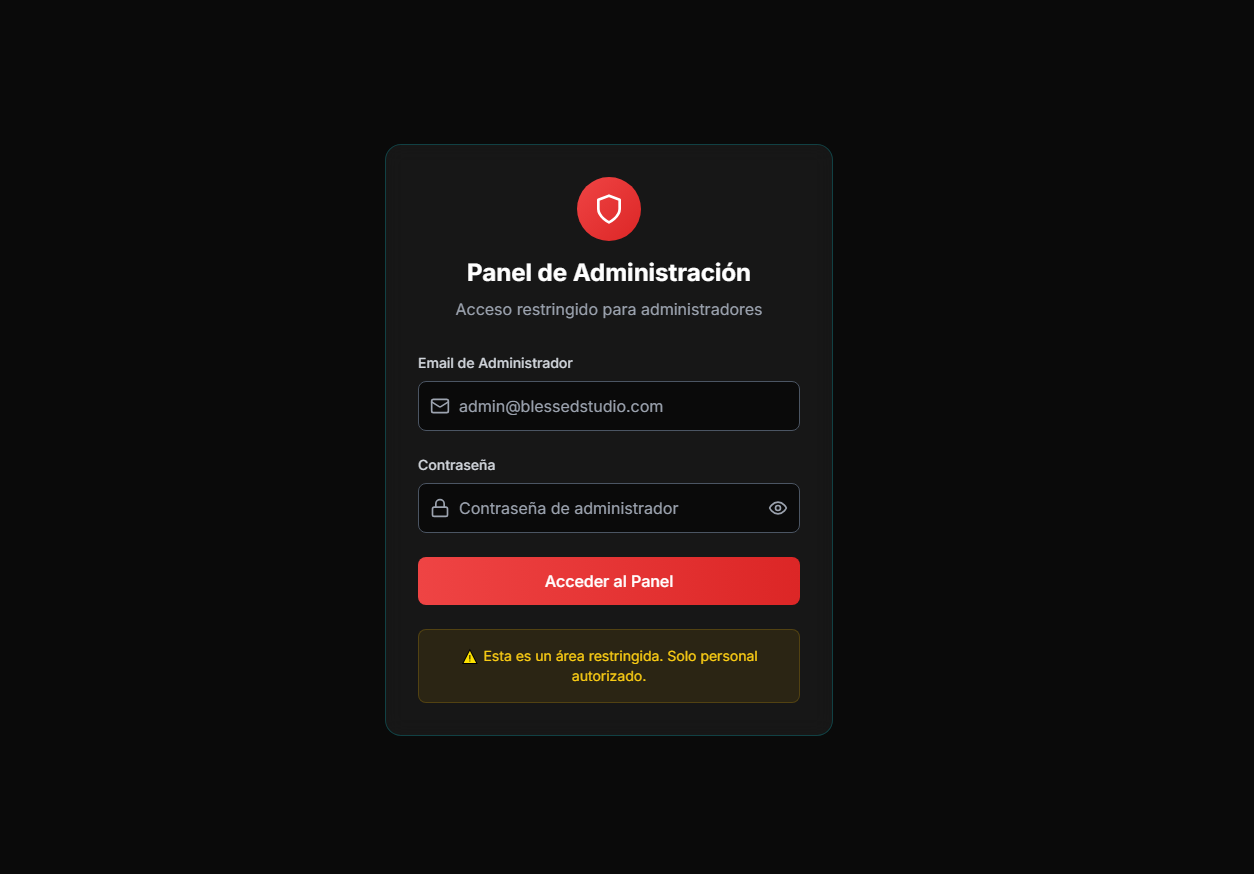 Panel de Administración
Acceso restringido para administradores
Email de Administrador
admin@blessedstudio.com
Contraseña
Contraseña de administrador
Acceder al Panel
⚠️ Esta es un área restringida. Solo personal
autorizado.